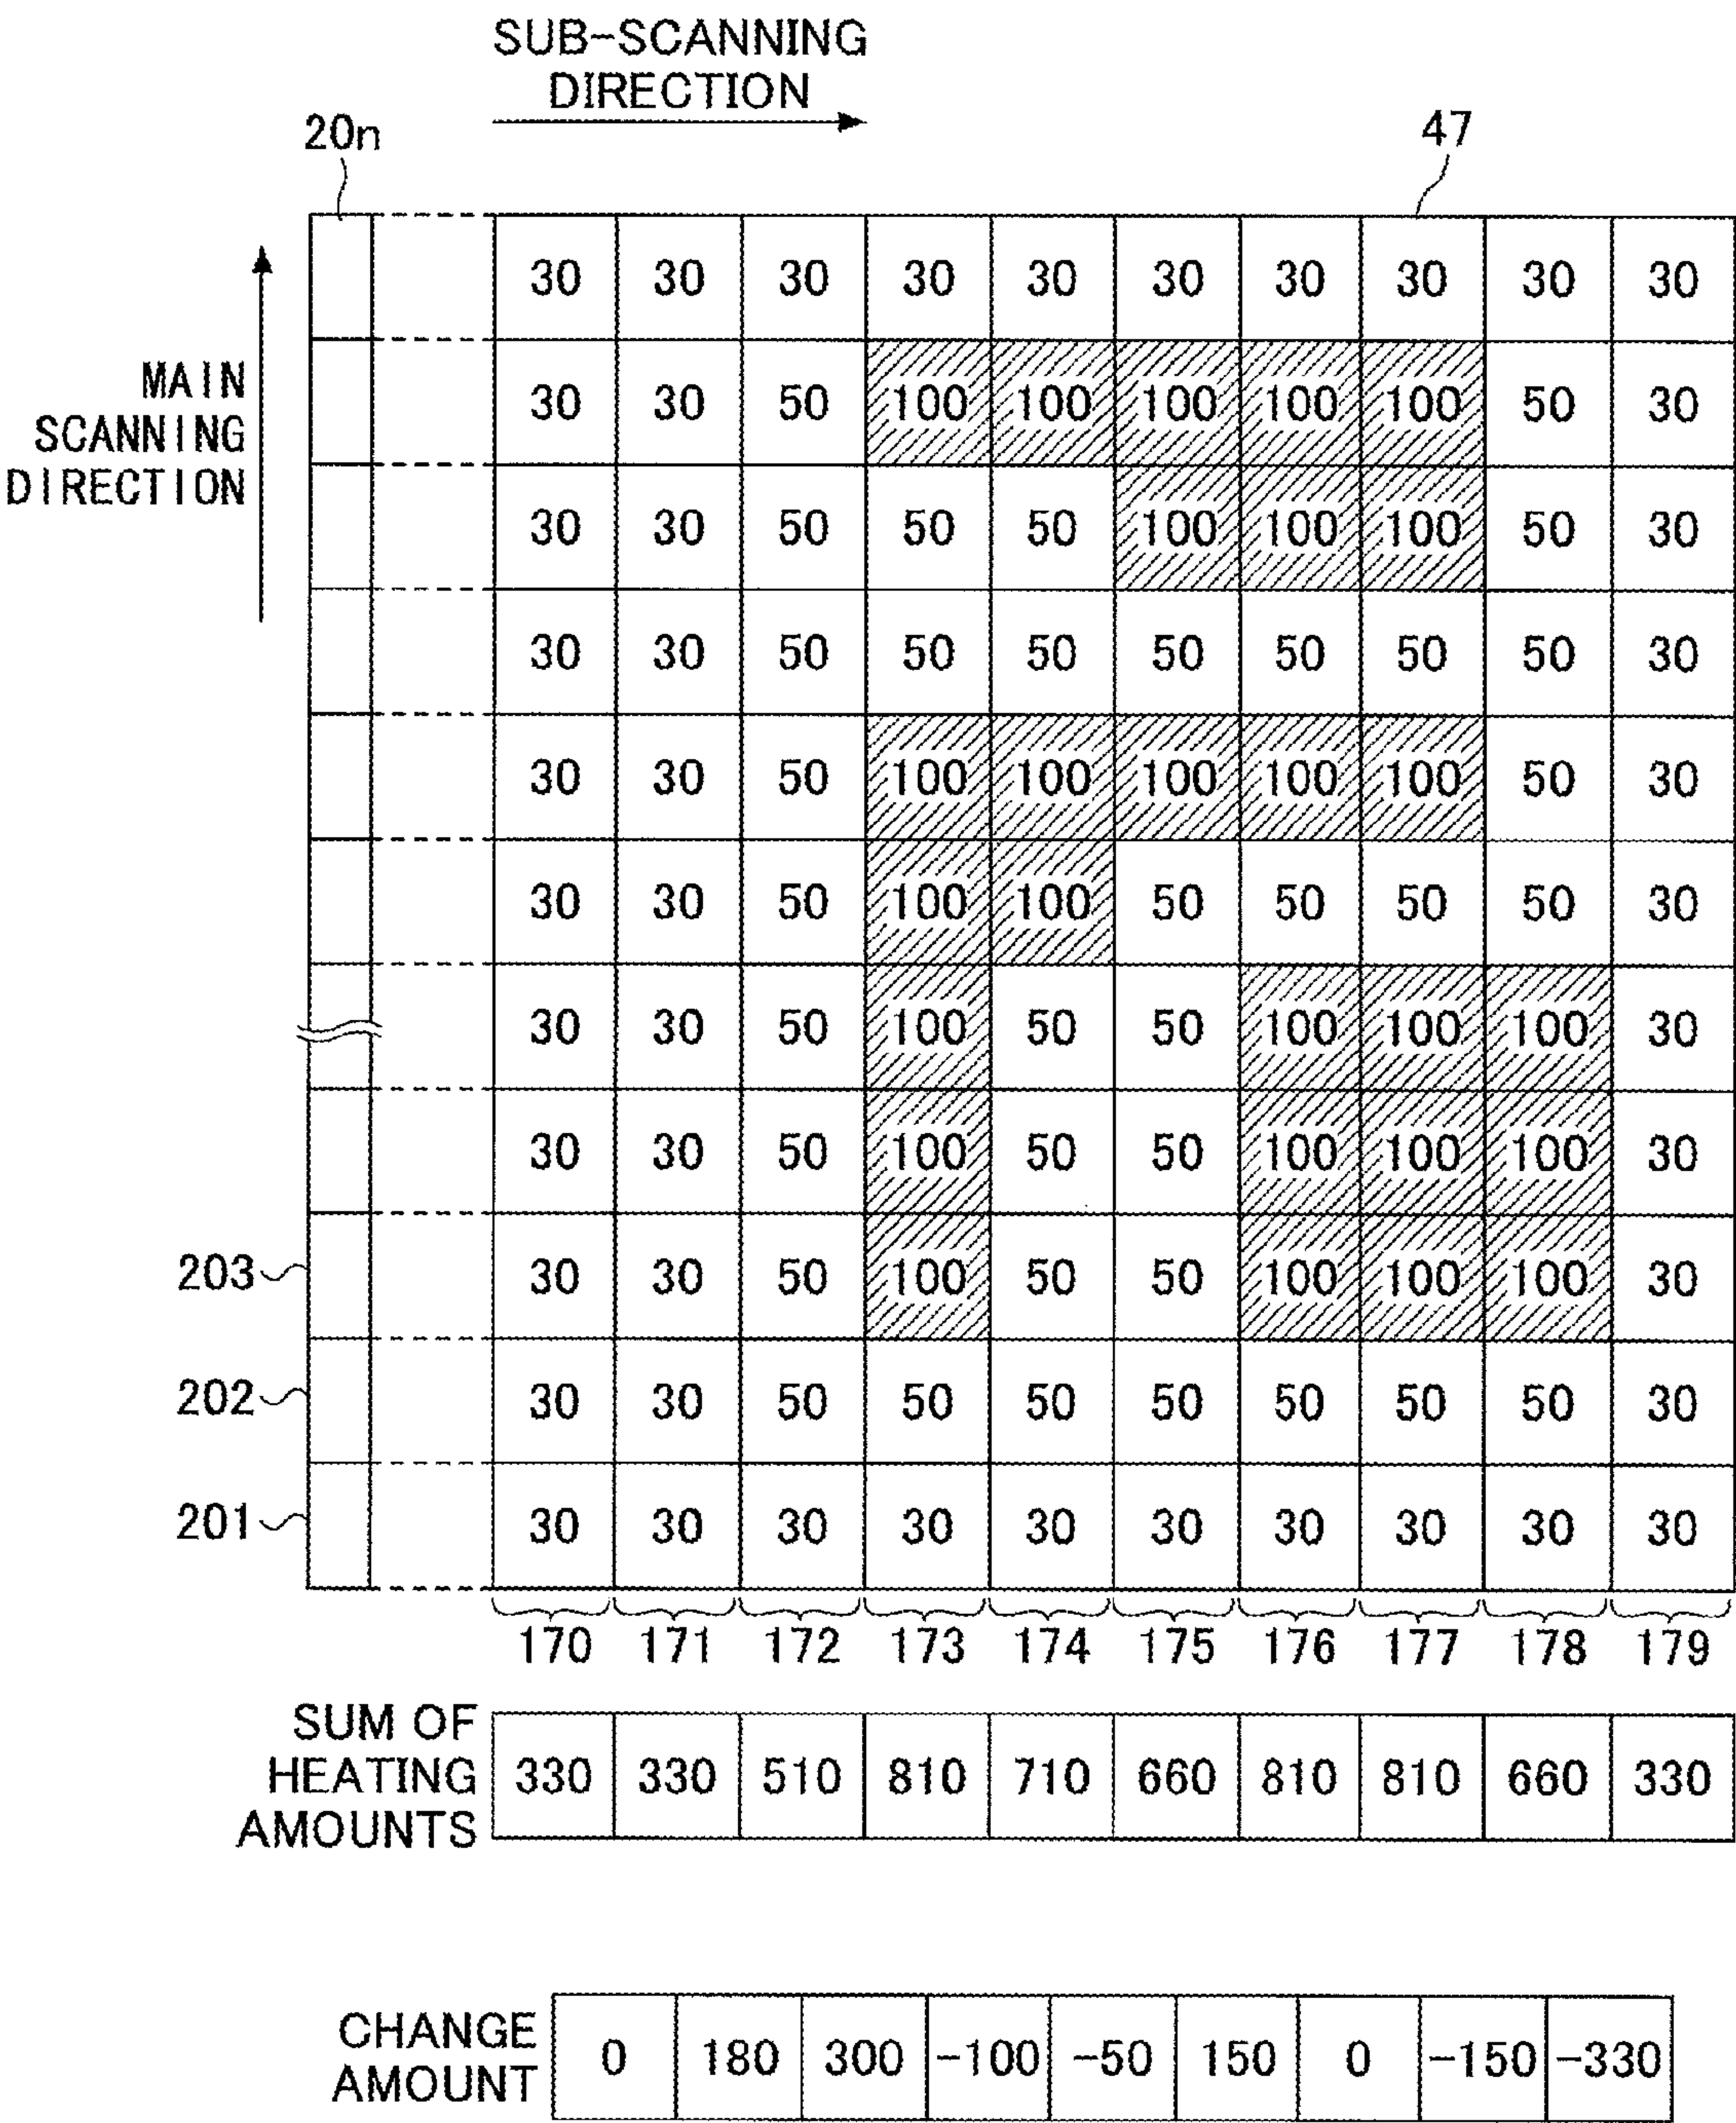 SUB-SCANNING
DIRECTION
20n
47
MAIN
SCANNING
DIRECTION
30 30 30 30 30 30 30 30 30 30
30 30 50 100 100 100 100 100 50 30
30 30 50 50 50 100 100 100 50 30
30 30 50 50 50 50 50 50 50 30
30 30 50 100 100 100 100 100 50 30
30 30 50 100 100 50 50 50 50 30
30 30 50 100 50 50 100 100 100 30
30 30 50 100 50 50 100 100 100 30
203 30 30 50 100 50 50 100 100 100 30
202 30 30 50 50 50 50 50 50 50 30
201 30 30 30 30 30 30 30 30 30 30
170 171 172 173 174 175 176 177 178 179
SUM OF
HEATING
AMOUNTS
330 330 510 810 710 660 810 810 660 330
CHANGE
AMOUNT
0 180 300 -100 -50 150 0 -150 -330